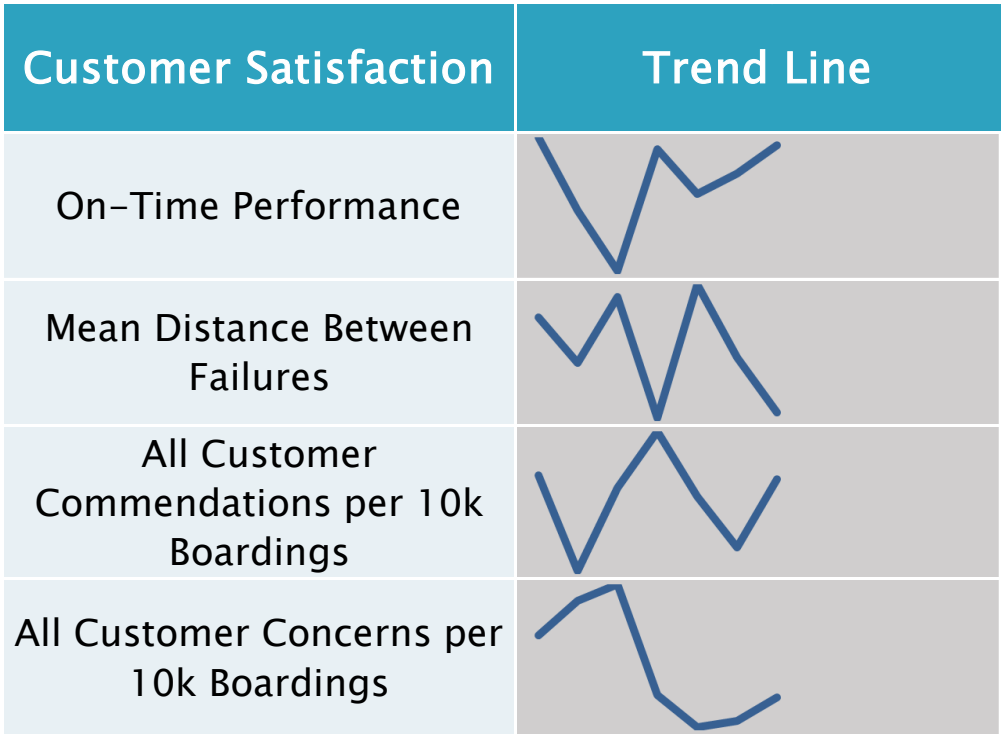 Customer Satisfaction
Trend Line
On-Time Performance
Mean Distance Between
Failures
All Customer
Commendations per 10k
Boardings
All Customer Concerns per
10k Boardings